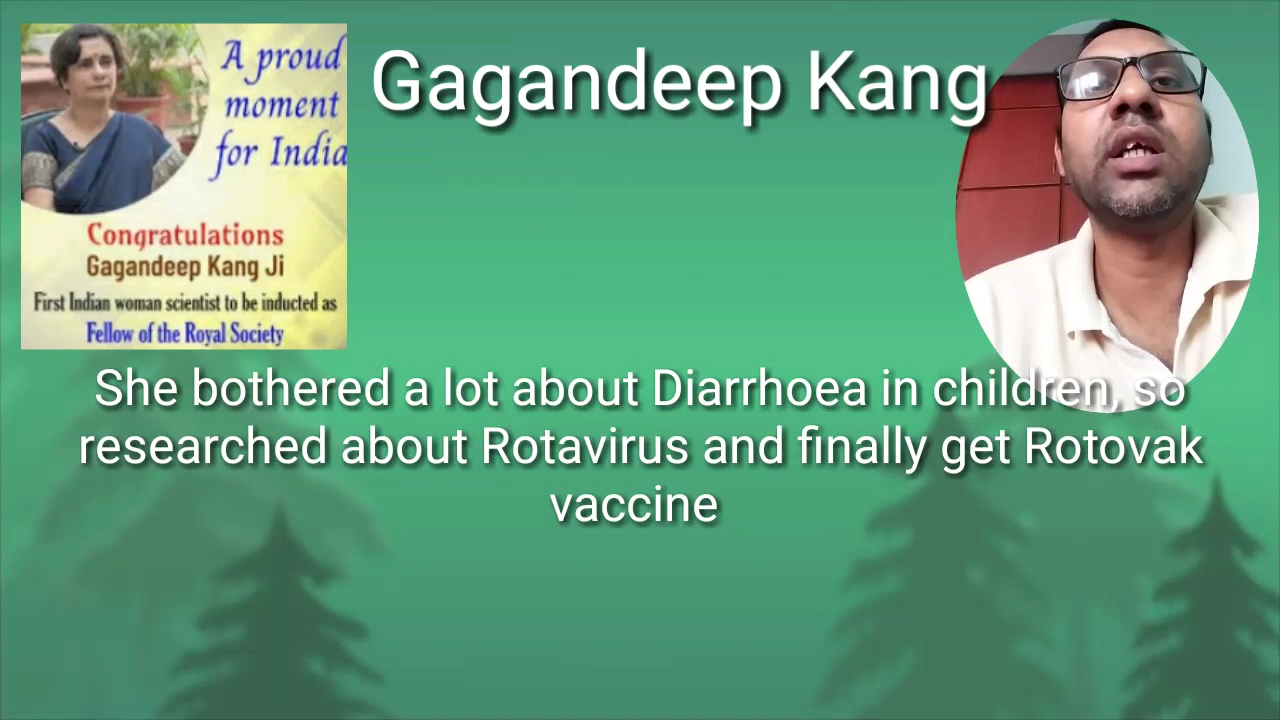 A proud
moment
for India
Congratulations
Gagandeep Kang Ji
First Indian woman scientist to be inducted as
Fellow of the Royal Society
Gagandeep Kang
She bothered a lot about Diarrhoea in children, so
researched about Rotavirus and finally get Rotovak
vaccine